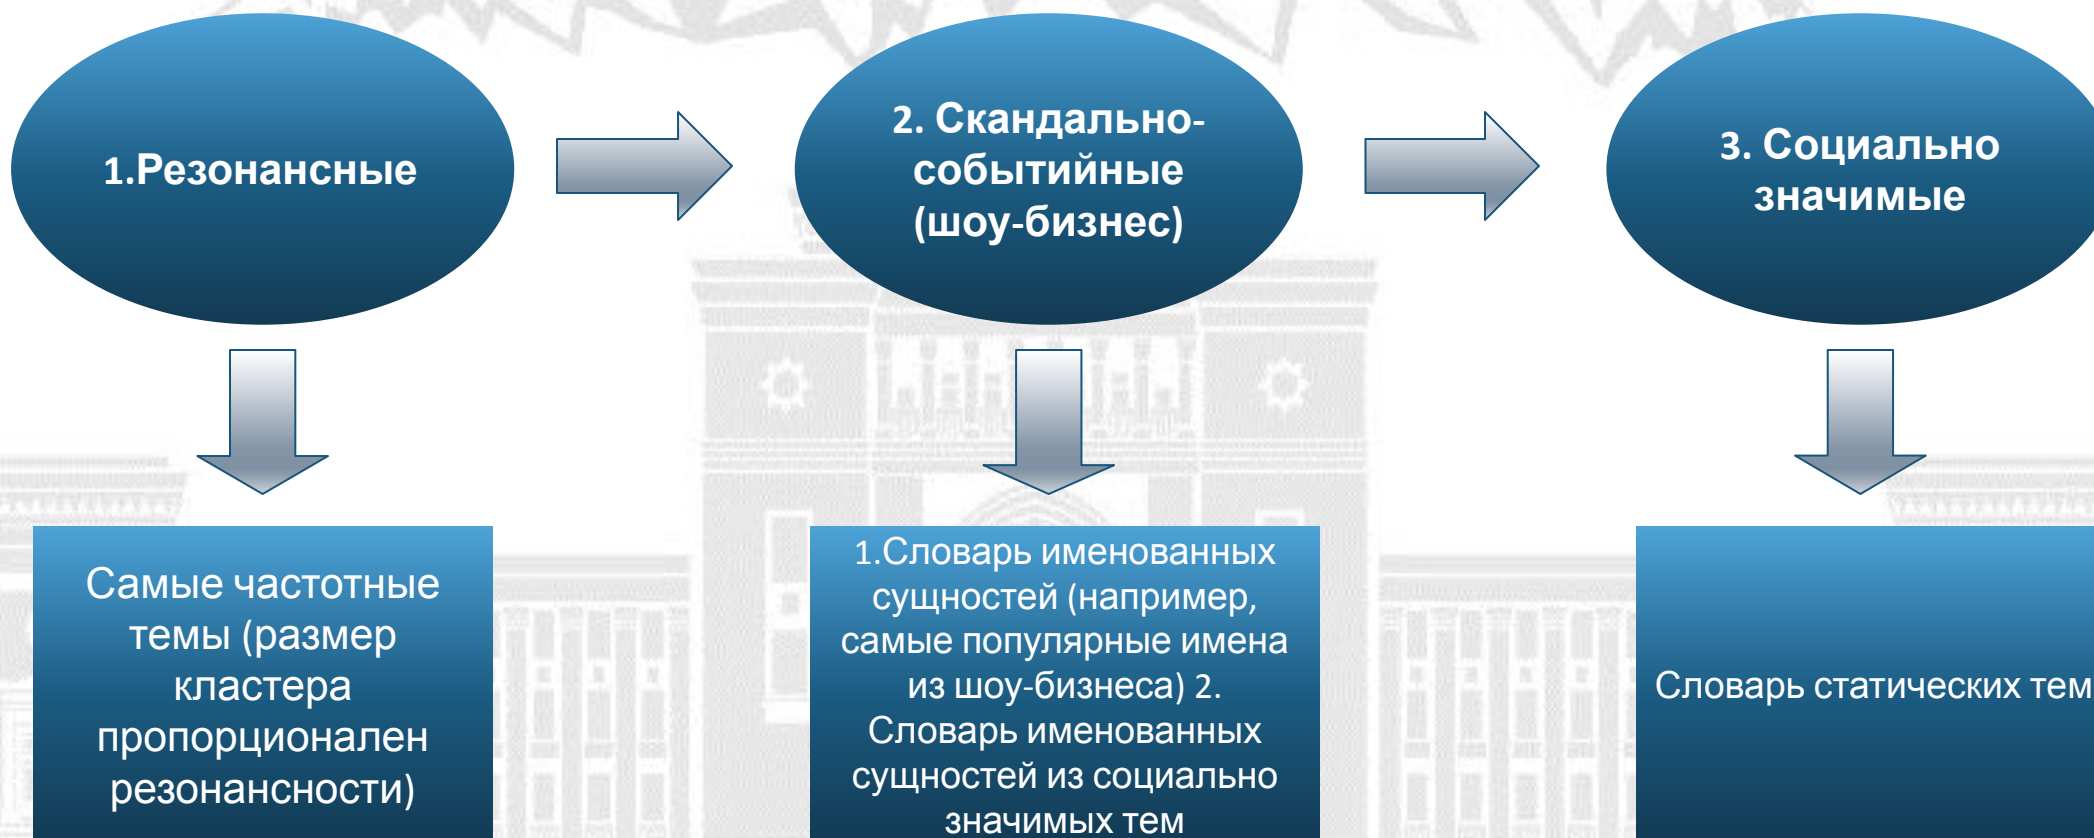 1.Резонансные
2. Скандально-
событийные
(шоу-бизнес)
3. Социально
значимые
Самые частотные
темы (размер
кластера
пропорционален
резонансности)
1.Словарь именованных
сущностей (например,
самые популярные имена
из шоу-бизнеса) 2.
Словарь именованных
сущностей из социально
значимых тем
Словарь статических тем